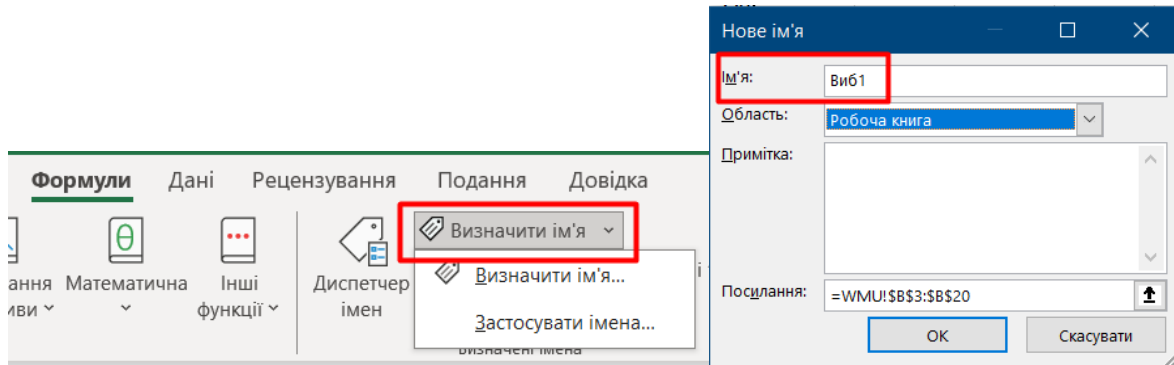 Формули Дані Рецензування Подання Довідка
Визначити ім'я
Математична Інші функції
Диспетчер імен
Визначити ім'я...
Застосувати імена...
Визначені імена
Нове ім'я
Ім'я: Виб1
Область: Робоча книга
Примітка:
Посилання: =WMU!$B$3:$B$20
ОК Скасувати